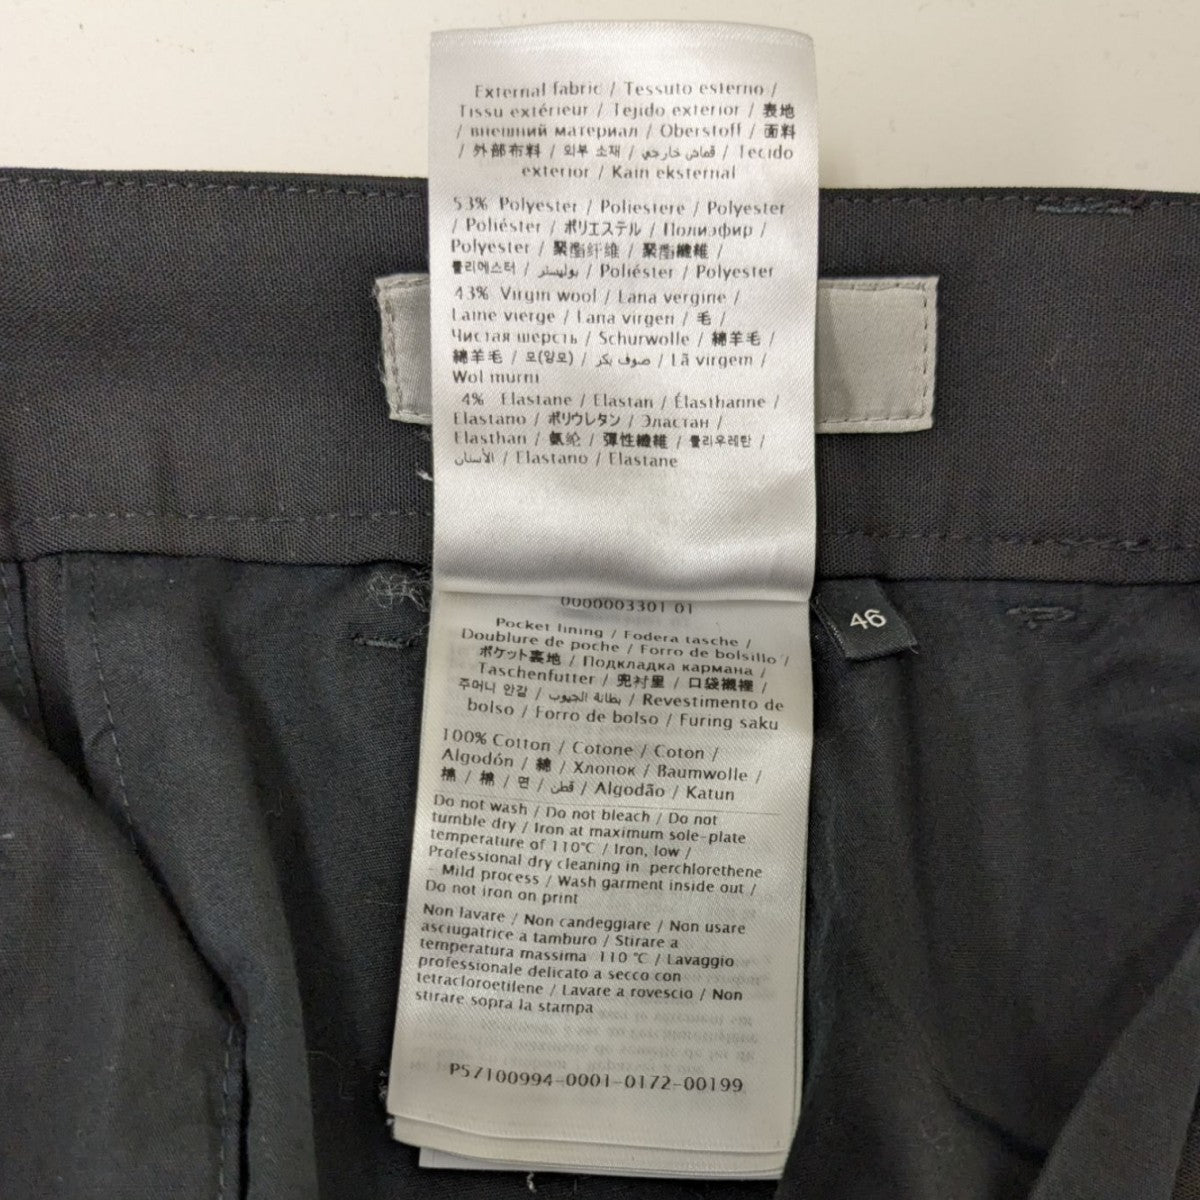 External fabric / Tessuto esterno /
Tissu extérieur / Tejido exterior / 表地
/ внешний материал / Oberstoff / 面料
/ 外部布料 / 외부 소재 / قماش خارجي / Tecido
exterior / Kain eksternal
53% Polyester / Poliestere / Polyester
/ Poliéster / ポリエステル / Полиэфир /
Polyester / 聚酯纤维 / 聚酯纖維 /
폴리에스터 / بوليستر / Poliéster / Polyester
43% Virgin wool / Lana vergine /
Laine vierge / Lana virgen / 毛 /
Чистая шерсть / Schurwolle / 綿羊毛 /
綿羊毛 / 모(양모) / صوف بكر / Lã virgem /
Wol murni
4% Elastane / Elastan / Élasthanne /
Elastano / ポリウレタン / Эластан /
Elasthan / 氨纶 / 彈性纖維 / 폴리우레탄 /
الأستان / Elastano / Elastane
0000003301 01
Pocket lining / Fodera tasche /
Doublure de poche / Forro de bolsillo /
ポケット裏地 / Подкладка кармана /
Taschenfutter / 兜衬里 / 口袋襯裡 /
주머니 안감 / بطانة الجيوب / Revestimento de
bolso / Forro de bolso / Furing saku
100% Cotton / Cotone / Coton /
Algodón / 綿 / Хлопок / Baumwolle /
棉 / 棉 / 면 / قطن / Algodão / Katun
Do not wash / Do not bleach / Do not
tumble dry / Iron at maximum sole-plate
temperature of 110℃ / Iron, low /
Professional dry cleaning in perchlorethene
- Mild process / Wash garment inside out /
Do not iron on print
Non lavare / Non candeggiare / Non usare
asciugatrice a tamburo / Stirare a
temperatura massima 110 ℃ / Lavaggio
professionale delicato a secco con
tetracloroetilene / Lavare a rovescio / Non
stirare sopra la stampa
P57100994-0001-0172-00199
46